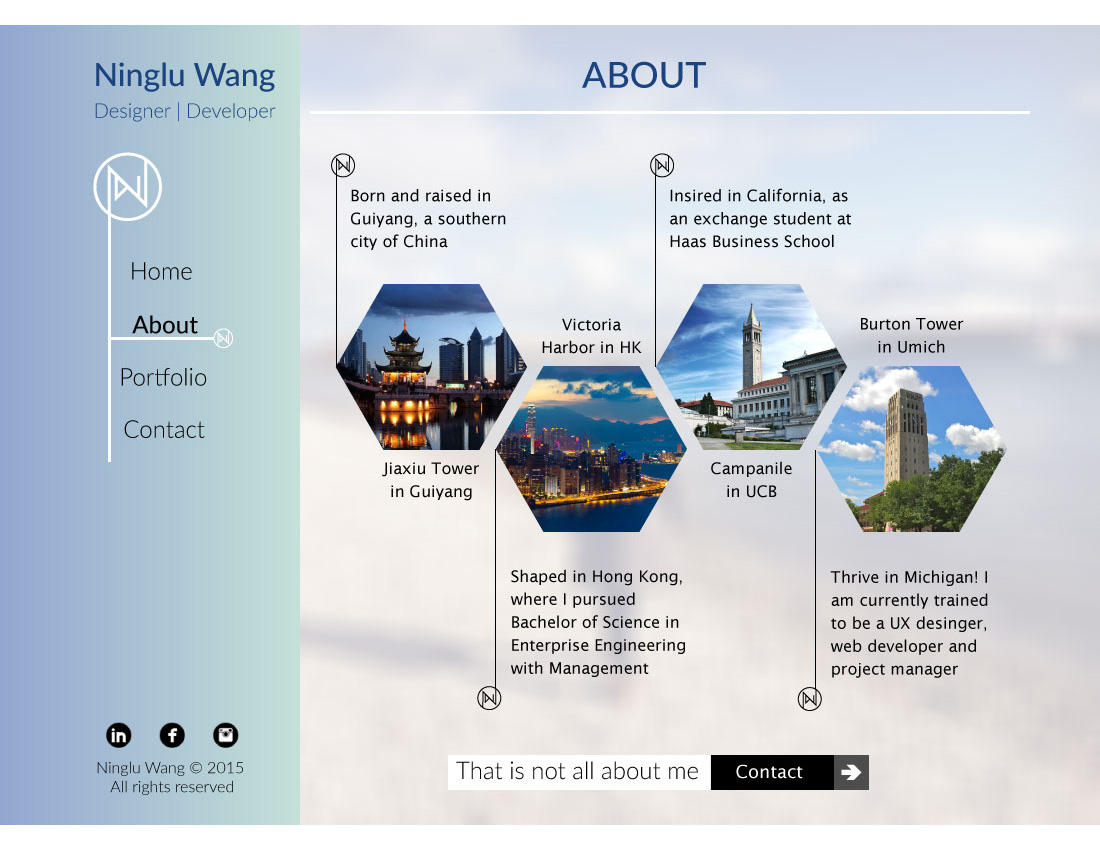 Ninglu Wang
Designer | Developer
Home
About
Portfolio
Contact
Ninglu Wang © 2015
All rights reserved
ABOUT
Born and raised in
Guiyang, a southern
city of China
Jiaxiu Tower
in Guiyang
Victoria
Harbor in HK
Shaped in Hong Kong,
where I pursued
Bachelor of Science in
Enterprise Engineering
with Management
Insired in California, as
an exchange student at
Haas Business School
Campanile
in UCB
Burton Tower
in Umich
Thrive in Michigan! I
am currently trained
to be a UX desinger,
web developer and
project manager
That is not all about me
Contact